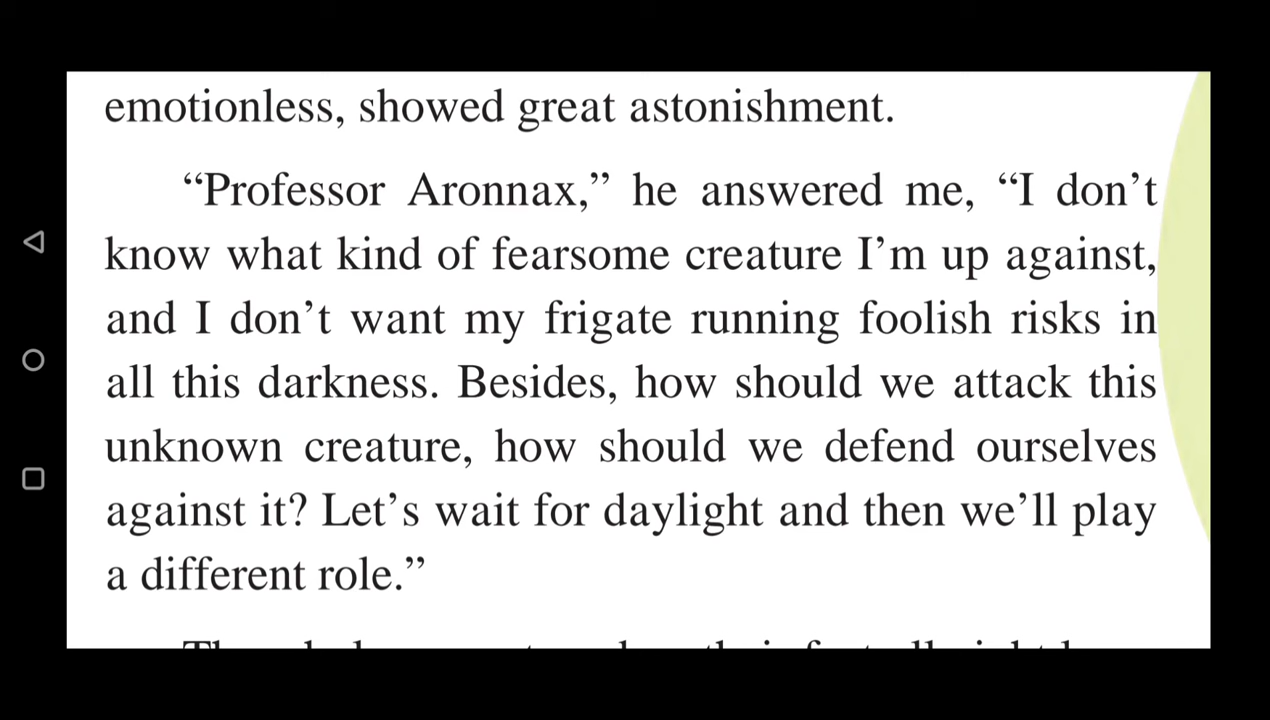 emotionless, showed great astonishment.
“Professor Aronnax,” he answered me, “I don’t
know what kind of fearsome creature I’m up against,
and I don’t want my frigate running foolish risks in
all this darkness. Besides, how should we attack this
unknown creature, how should we defend ourselves
against it? Let’s wait for daylight and then we’ll play
a different role.”